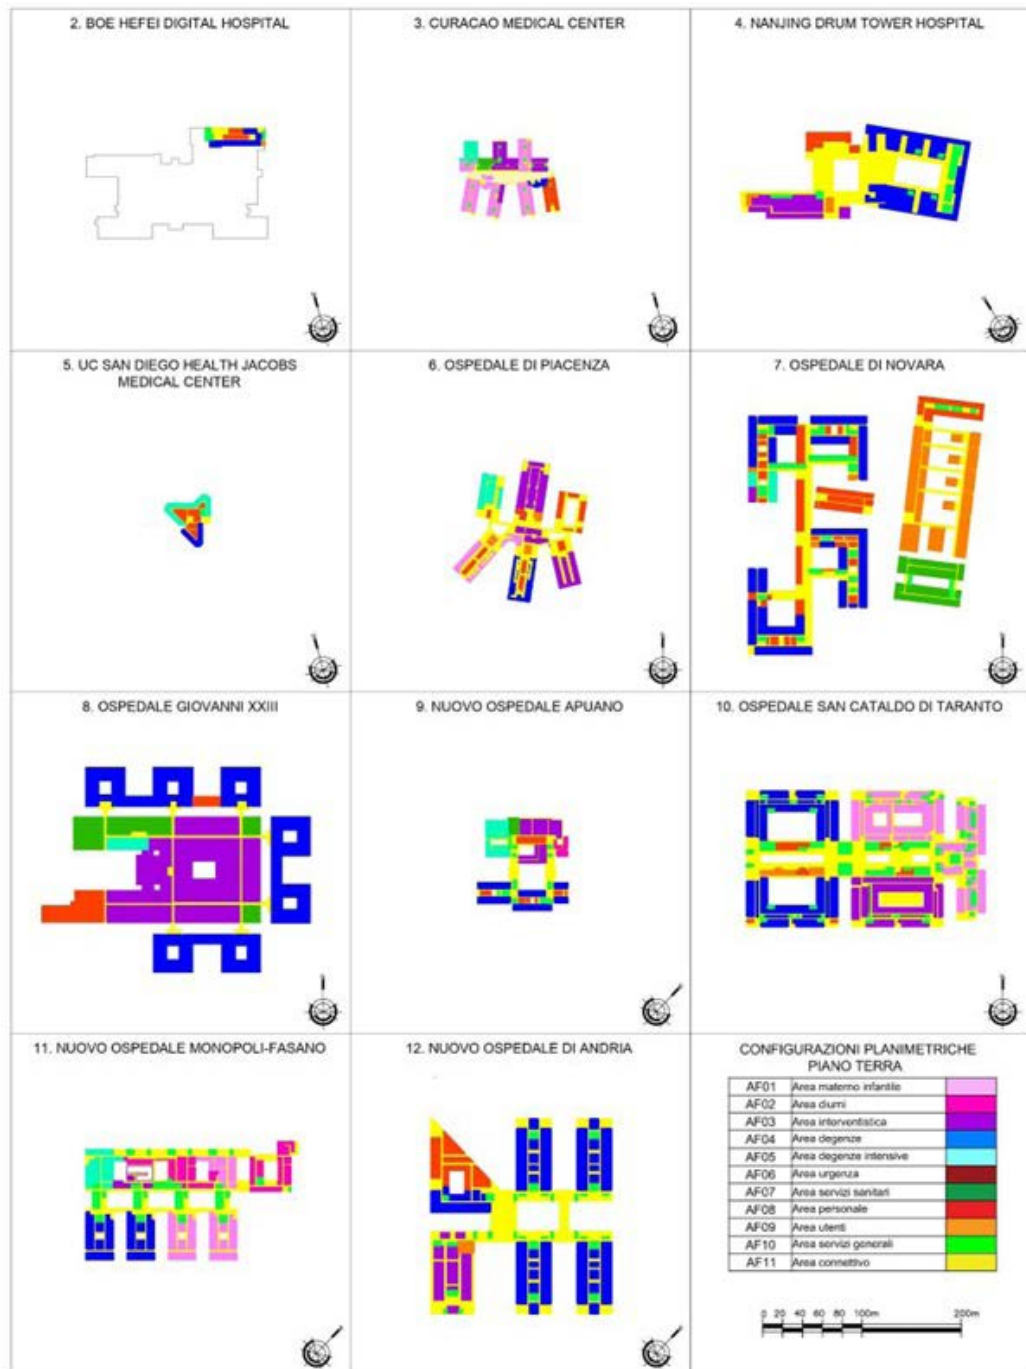 2. BOE HEFEI DIGITAL HOSPITAL
3. CURACAO MEDICAL CENTER
4. NANJING DRUM TOWER HOSPITAL
5. UC SAN DIEGO HEALTH JACOBS
MEDICAL CENTER
6. OSPEDALE DI PIACENZA
7. OSPEDALE DI NOVARA
8. OSPEDALE GIOVANNI XXIII
9. NUOVO OSPEDALE APUANO
10. OSPEDALE SAN CATALDO DI TARANTO
11. NUOVO OSPEDALE MONOPOLI-FASANO
12. NUOVO OSPEDALE DI ANDRIA
CONFIGURAZIONI PLANIMETRICHE
PIANO TERRA
AF01 Area materno infantile
AF02 Area diurni
AF03 Area interventistica
AF04 Area degenze
AF05 Area degenze intensive
AF06 Area urgenza
AF07 Area servizi sanitari
AF08 Area personale
AF09 Area utenti
AF10 Area servizi generali
AF11 Area connettivo
0 20 40 60 80 100m 200m